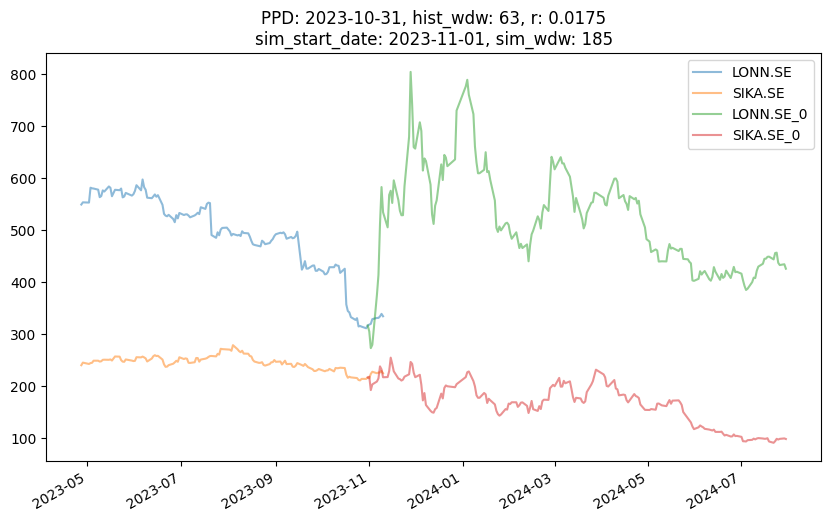 PPD: 2023-10-31, hist_wdw: 63, r: 0.0175
sim_start_date: 2023-11-01, sim_wdw: 185
LONN.SE
SIKA.SE
LONN.SE_0
SIKA.SE_0
800
700
600
500
400
300
200
100
2023-05
2023-07
2023-09
2023-11
2024-01
2024-03
2024-05
2024-07